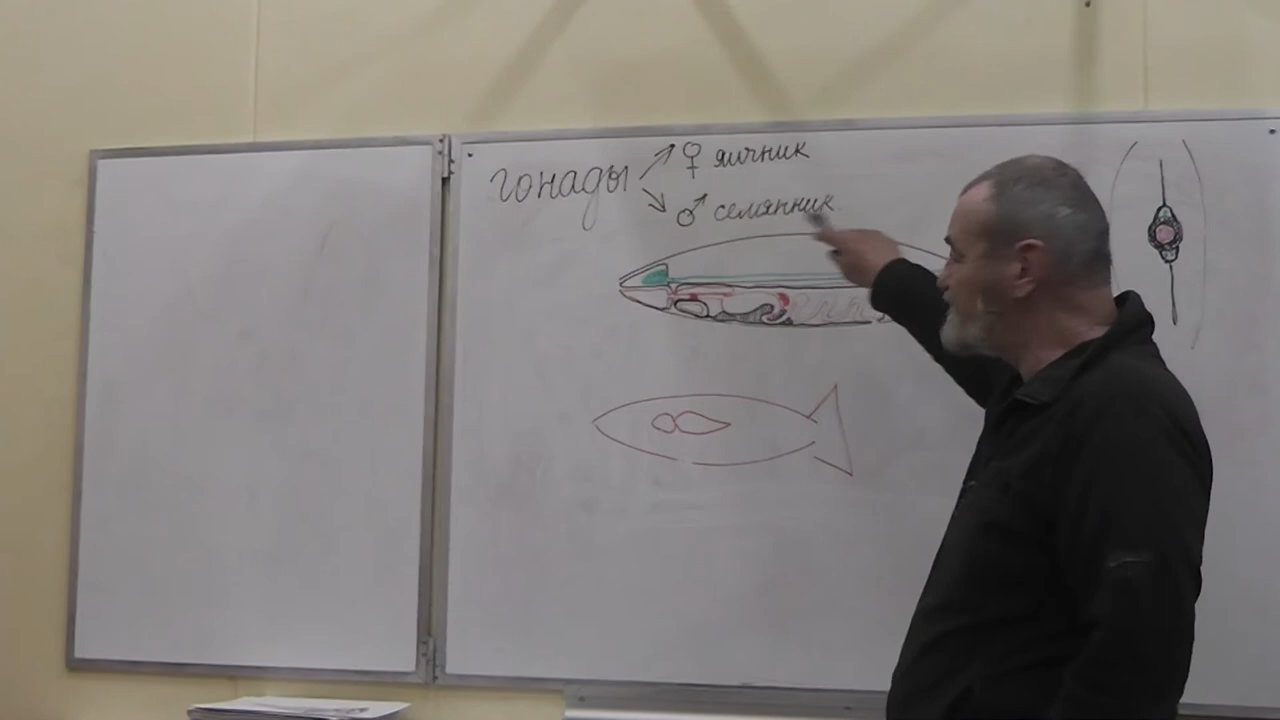 гонады
♀ яичник
♂ семянник